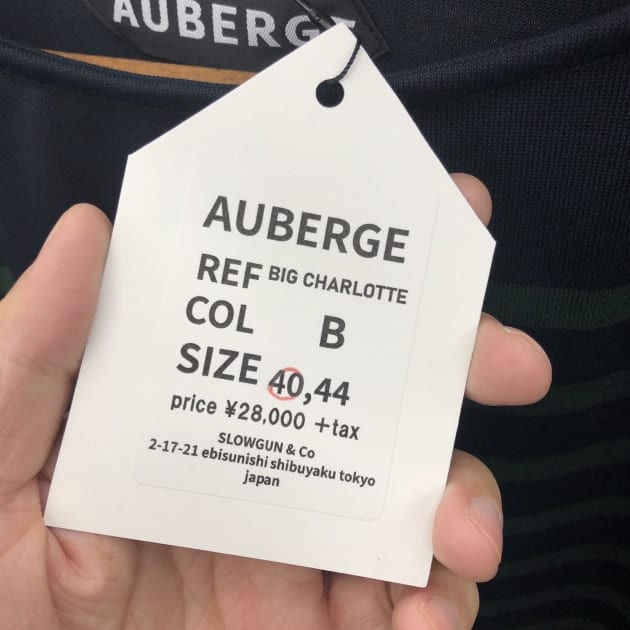 AUBERGE
AUBERGE
REF BIG CHARLOTTE
COL B
SIZE 40,44
price ¥28,000 +tax
SLOWGUN & Co
2-17-21 ebisunishi shibuyaku tokyo
japan